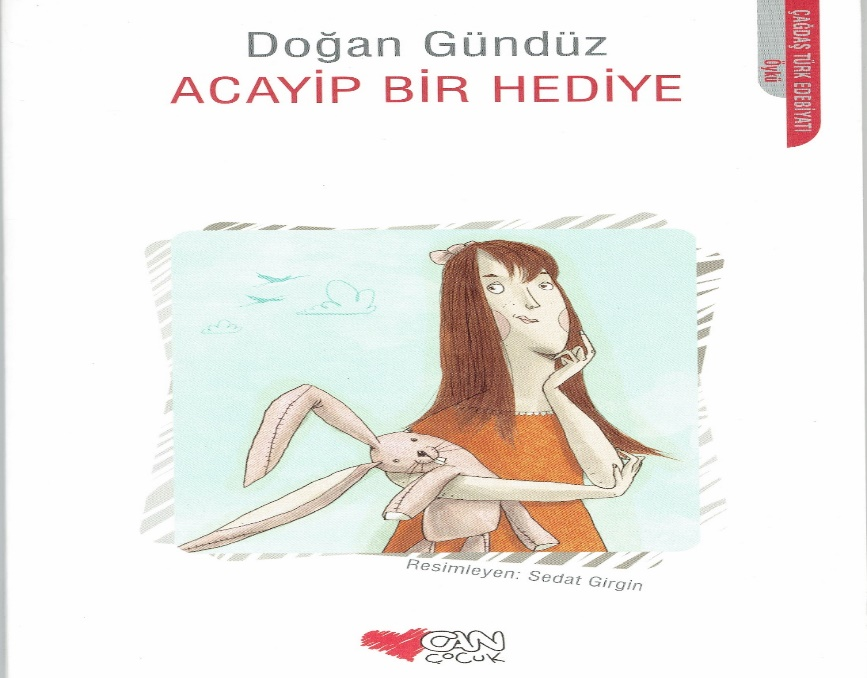 Doğan Gündüz
ACAYİP BİR HEDİYE
ÇAĞDAŞ TÜRK EDEBİYATI
Öykü
Resimleyen: Sedat Girgin
CAN
ÇOCUK